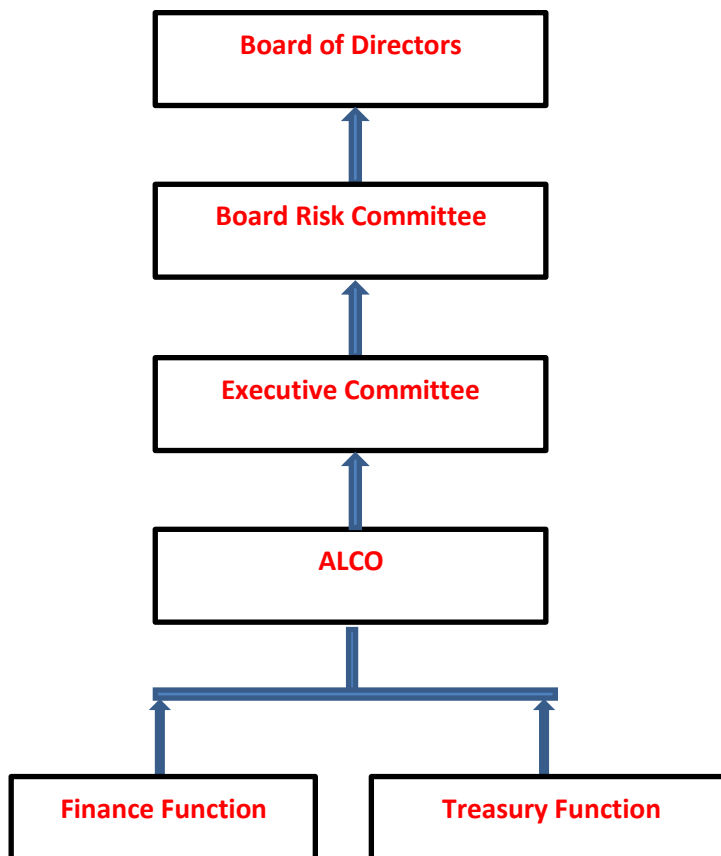 Board of Directors
Board Risk Committee
Executive Committee
ALCO
Finance Function
Treasury Function